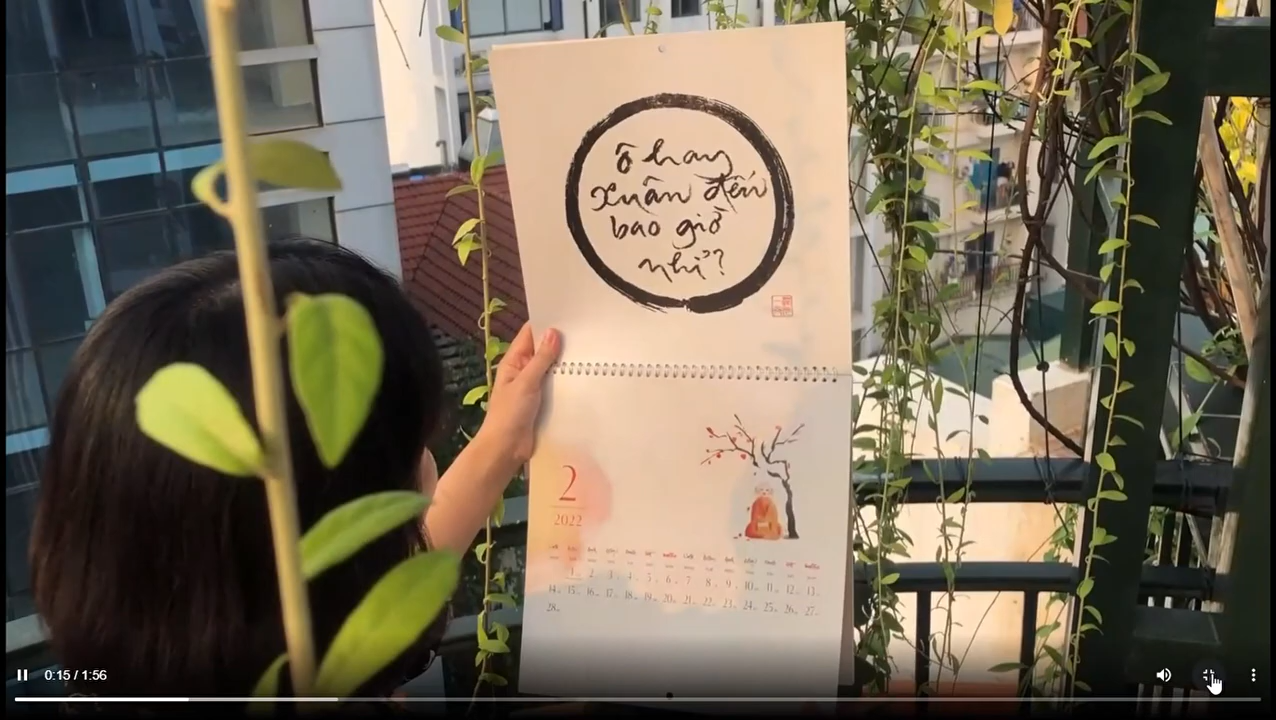 ô hay
xuân đến
bao giờ
nhỉ?
2
2022
1 2 3 4 5 6 7 8 9 10 11 12 13
14 15 16 17 18 19 20 21 22 23 24 25 26 27
28
0:15 / 1:56